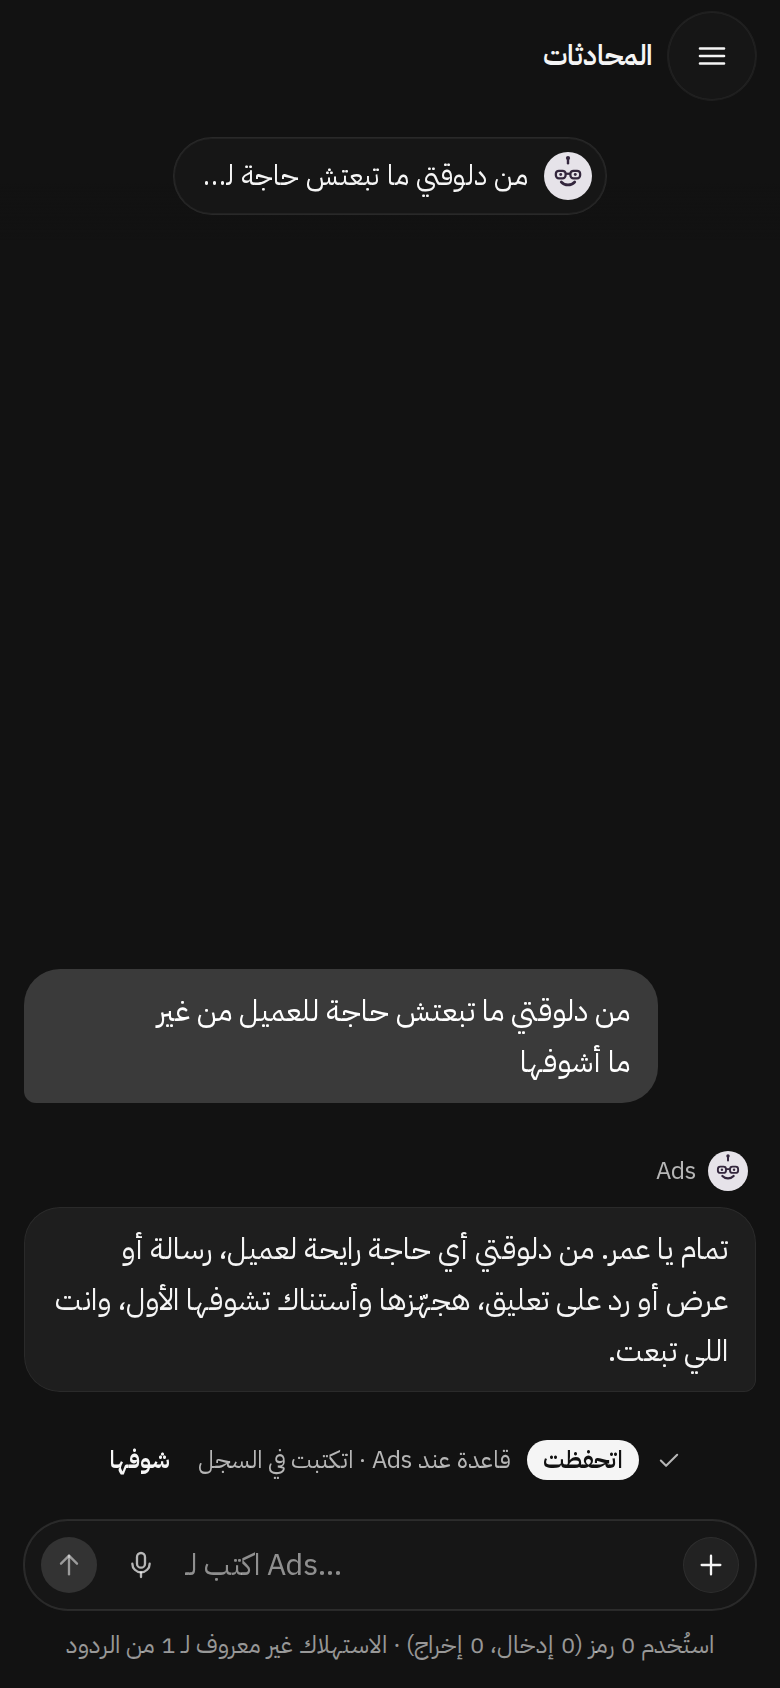 المحادثات
من دلوقتي ما تبعتش حاجة لـ...
من دلوقتي ما تبعتش حاجة للعميل من غير
ما أشوفها
Ads
تمام يا عمر. من دلوقتي أي حاجة رايحة لعميل، رسالة أو
عرض أو رد على تعليق، هجهّزها وأستناك تشوفها الأول، وانت
اللي تبعت.
اتحفظت قاعدة عند Ads · اتكتبت في السجل شوفها
اكتب لـ Ads...
استُخدم 0 رمز (0 إدخال، 0 إخراج) · الاستهلاك غير معروف لـ 1 من الردود